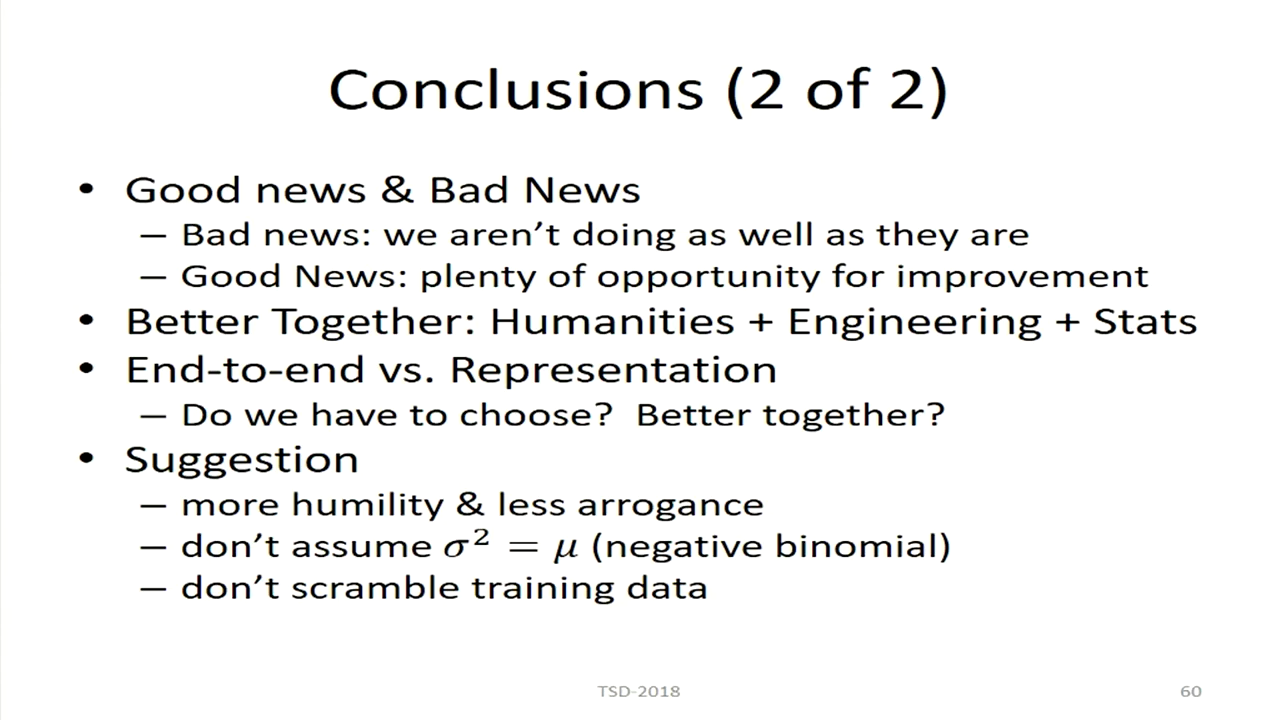 Conclusions (2 of 2)
• Good news & Bad News
– Bad news: we aren’t doing as well as they are
– Good News: plenty of opportunity for improvement
• Better Together: Humanities + Engineering + Stats
• End-to-end vs. Representation
– Do we have to choose?  Better together?
• Suggestion
– more humility & less arrogance
– don’t assume σ² = μ (negative binomial)
– don’t scramble training data
TSD-2018
60